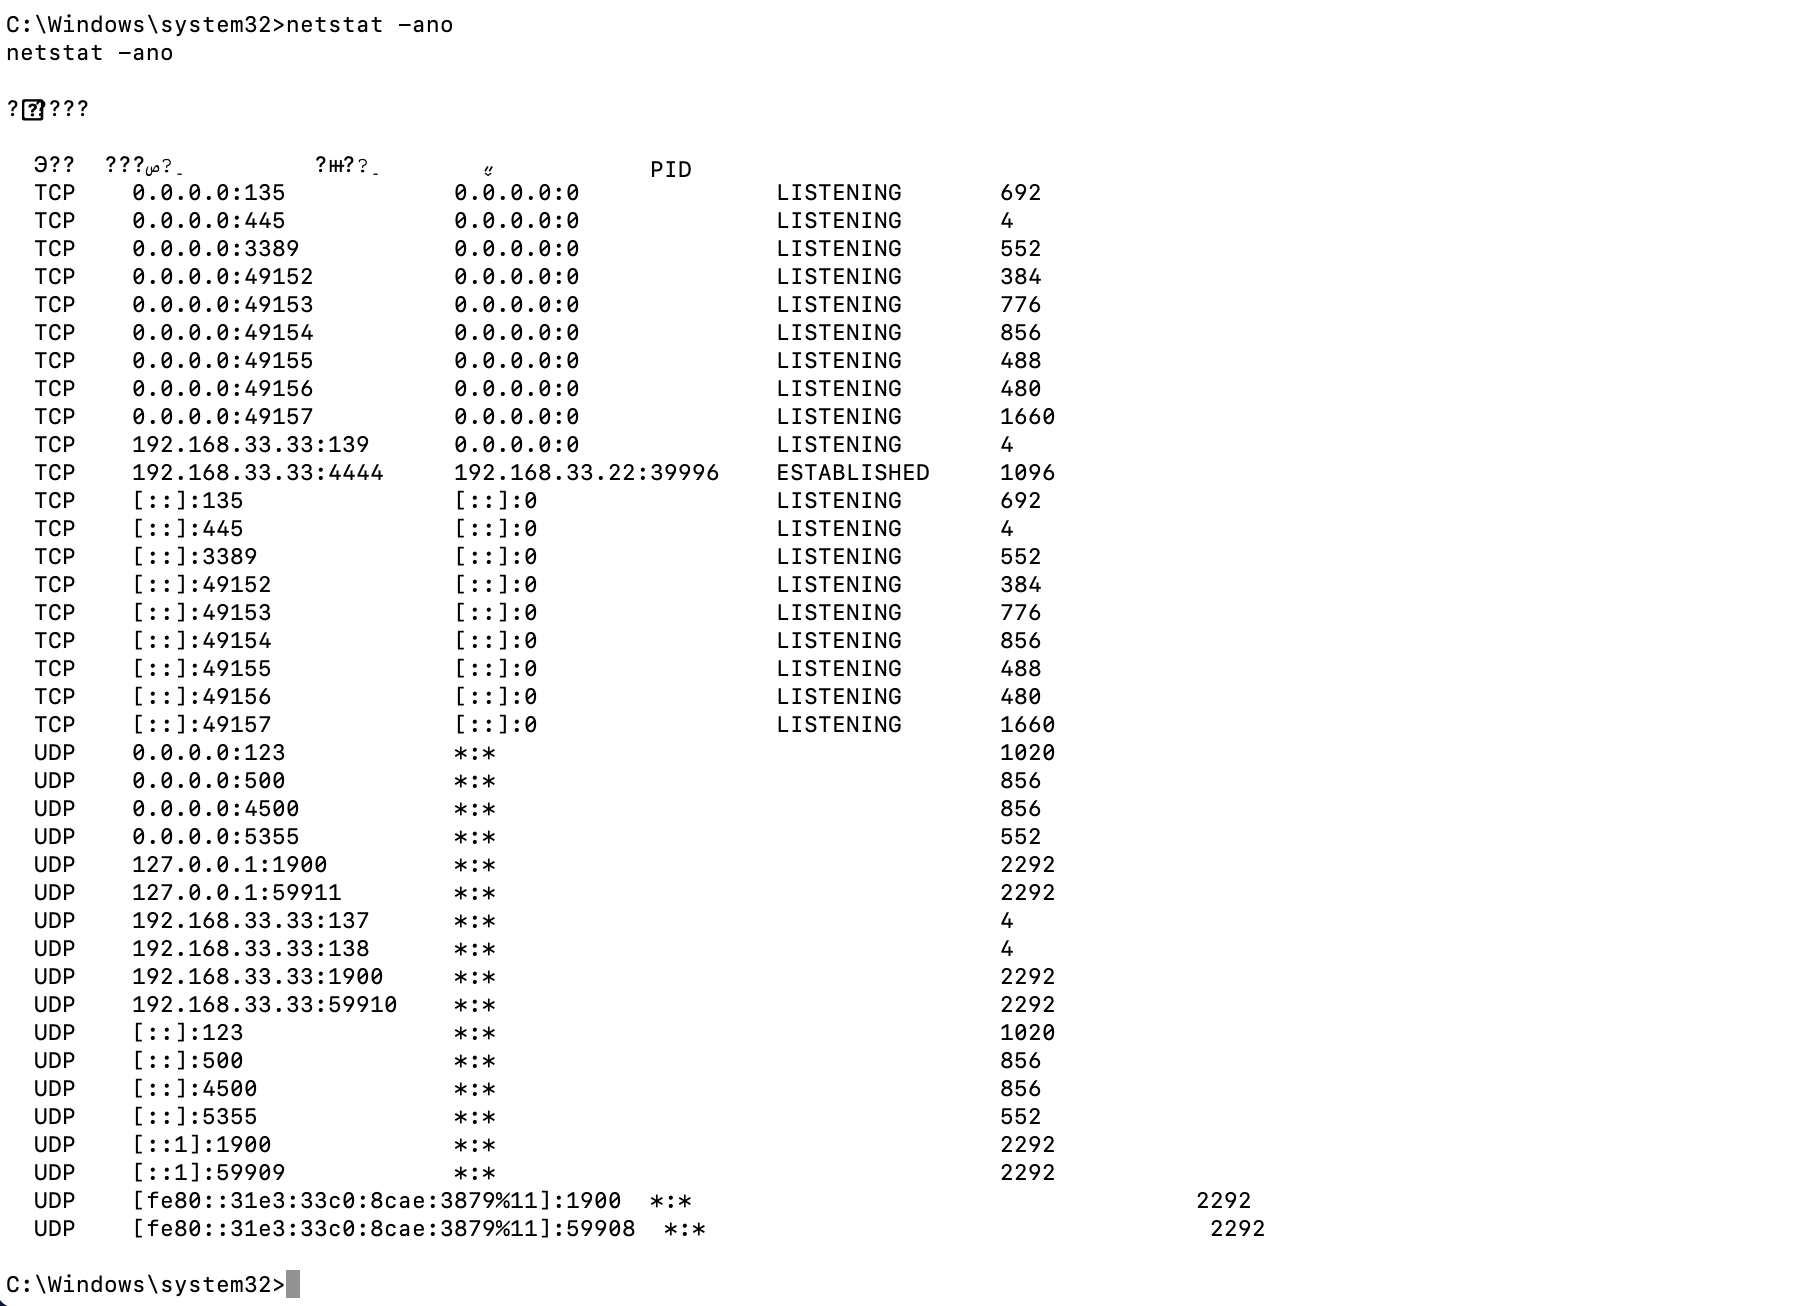 C:\Windows\system32>netstat -ano
netstat -ano
PID
TCP 0.0.0.0:135 0.0.0.0:0 LISTENING 692
TCP 0.0.0.0:445 0.0.0.0:0 LISTENING 4
TCP 0.0.0.0:3389 0.0.0.0:0 LISTENING 552
TCP 0.0.0.0:49152 0.0.0.0:0 LISTENING 384
TCP 0.0.0.0:49153 0.0.0.0:0 LISTENING 776
TCP 0.0.0.0:49154 0.0.0.0:0 LISTENING 856
TCP 0.0.0.0:49155 0.0.0.0:0 LISTENING 488
TCP 0.0.0.0:49156 0.0.0.0:0 LISTENING 480
TCP 0.0.0.0:49157 0.0.0.0:0 LISTENING 1660
TCP 192.168.33.33:139 0.0.0.0:0 LISTENING 4
TCP 192.168.33.33:4444 192.168.33.22:39996 ESTABLISHED 1096
TCP [::]:135 [::]:0 LISTENING 692
TCP [::]:445 [::]:0 LISTENING 4
TCP [::]:3389 [::]:0 LISTENING 552
TCP [::]:49152 [::]:0 LISTENING 384
TCP [::]:49153 [::]:0 LISTENING 776
TCP [::]:49154 [::]:0 LISTENING 856
TCP [::]:49155 [::]:0 LISTENING 488
TCP [::]:49156 [::]:0 LISTENING 480
TCP [::]:49157 [::]:0 LISTENING 1660
UDP 0.0.0.0:123 *:* 1020
UDP 0.0.0.0:500 *:* 856
UDP 0.0.0.0:4500 *:* 856
UDP 0.0.0.0:5355 *:* 552
UDP 127.0.0.1:1900 *:* 2292
UDP 127.0.0.1:59911 *:* 2292
UDP 192.168.33.33:137 *:* 4
UDP 192.168.33.33:138 *:* 4
UDP 192.168.33.33:1900 *:* 2292
UDP 192.168.33.33:59910 *:* 2292
UDP [::]:123 *:* 1020
UDP [::]:500 *:* 856
UDP [::]:4500 *:* 856
UDP [::]:5355 *:* 552
UDP [::1]:1900 *:* 2292
UDP [::1]:59909 *:* 2292
UDP [fe80::31e3:33c0:8cae:3879%11]:1900 *:* 2292
UDP [fe80::31e3:33c0:8cae:3879%11]:59908 *:* 2292
C:\Windows\system32>